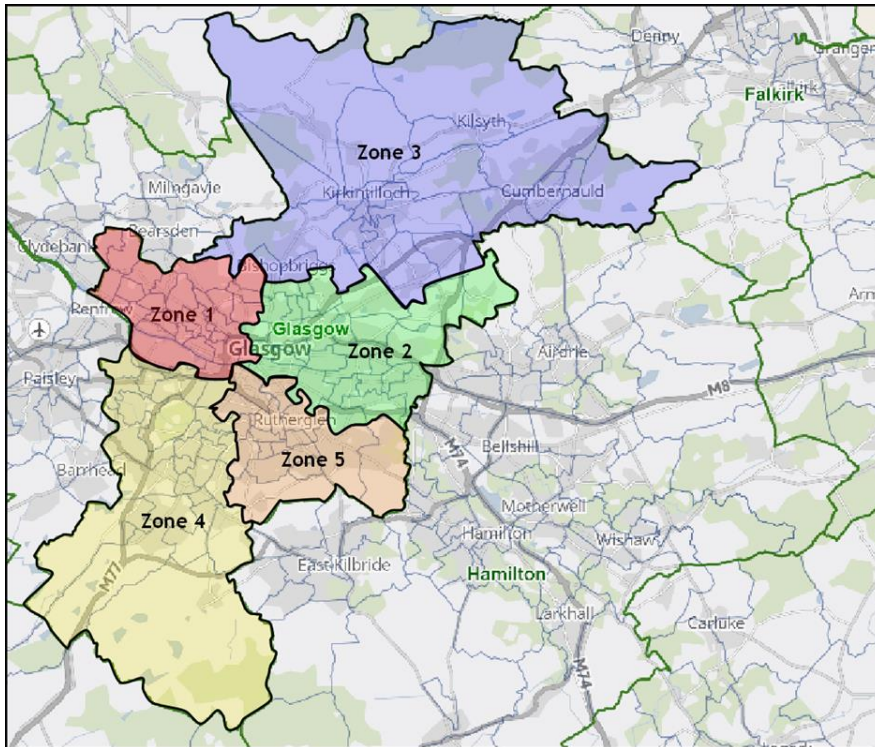 Denny
Granger
Falkirk
Kilsyth
Zone 3
Milngavie
Kirkintilloch
Cumbernauld
Bearsden
Clydebank
Bishopbriggs
Renfrew
Zone 1
Glasgow
Glasgow
Zone 2
Airdrie
Arm
Paisley
M8
Rutherglen
Barrhead
Zone 5
M74
Bellshill
Zone 4
Motherwell
Hamilton
Wishaw
East Kilbride
Hamilton
M77
Larkhall
Carluke
M74